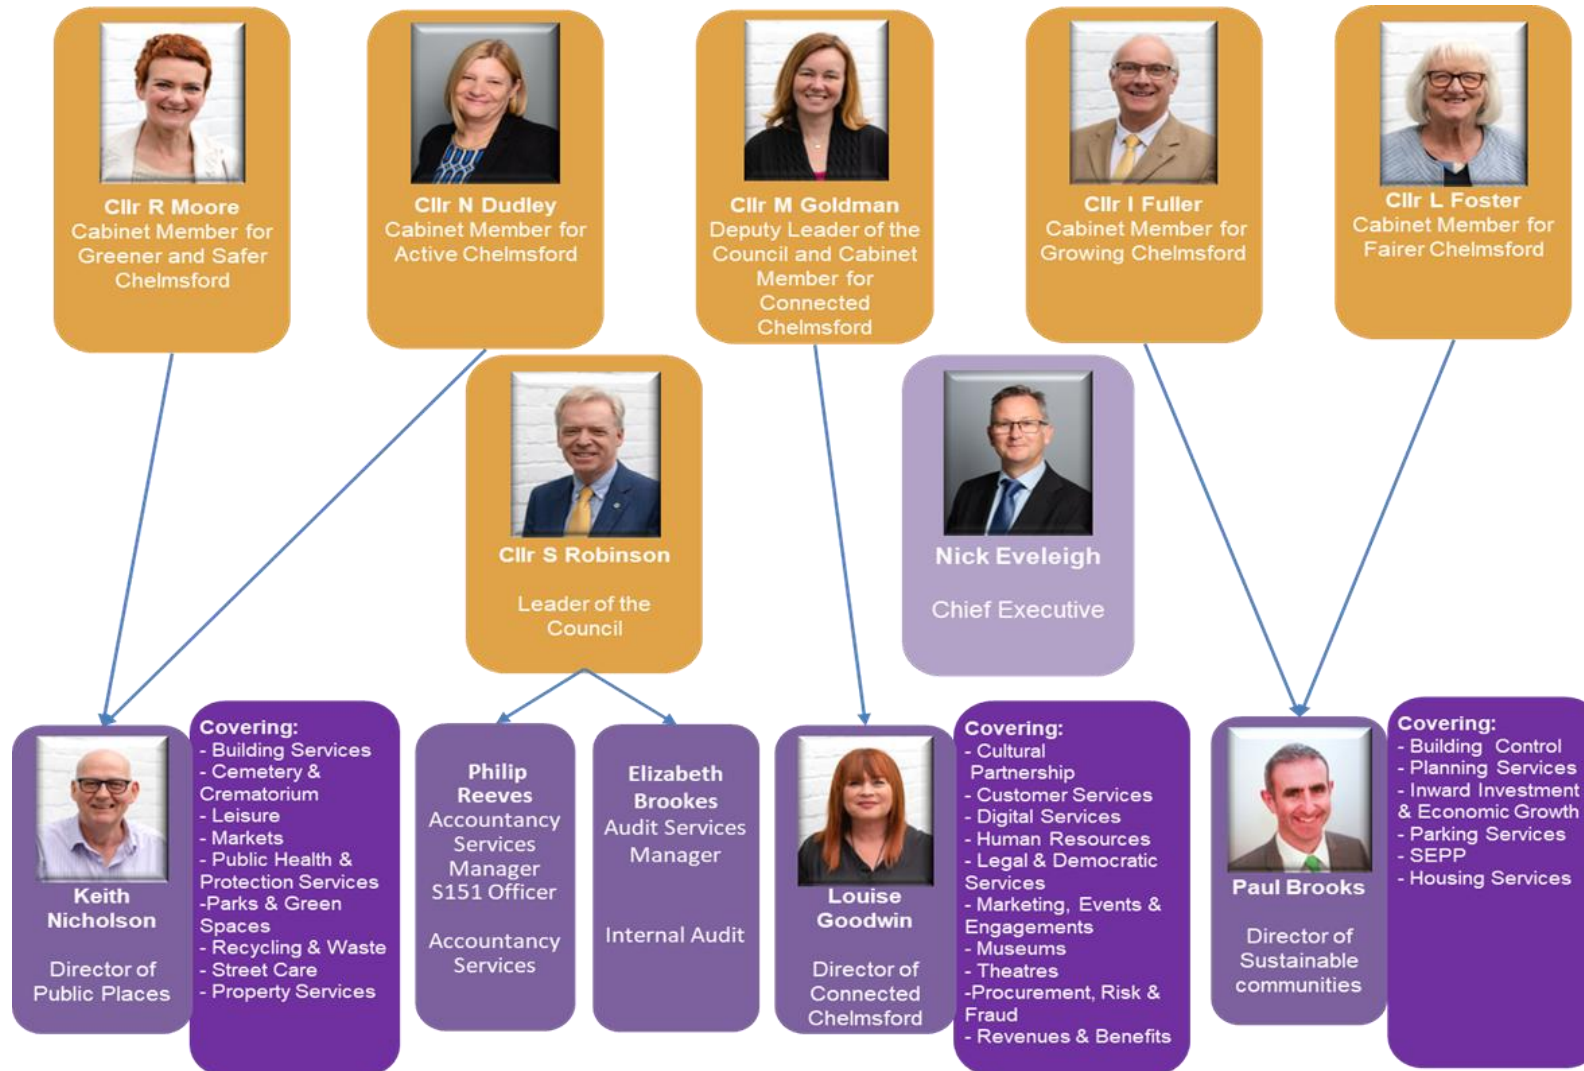 Cllr R Moore
Cabinet Member for
Greener and Safer
Chelmsford
Cllr N Dudley
Cabinet Member for
Active Chelmsford
Cllr M Goldman
Deputy Leader of the
Council and Cabinet
Member for
Connected
Chelmsford
Cllr I Fuller
Cabinet Member for
Growing Chelmsford
Cllr L Foster
Cabinet Member for
Fairer Chelmsford
Cllr S Robinson
Leader of the
Council
Nick Eveleigh
Chief Executive
Keith
Nicholson
Director of
Public Places
Covering:
- Building Services
- Cemetery &
Crematorium
- Leisure
- Markets
- Public Health &
Protection Services
-Parks & Green
Spaces
- Recycling & Waste
- Street Care
- Property Services
Philip
Reeves
Accountancy
Services
Manager
S151 Officer
Accountancy
Services
Elizabeth
Brookes
Audit Services
Manager
Internal Audit
Louise
Goodwin
Director of
Connected
Chelmsford
Covering:
- Cultural
Partnership
- Customer Services
- Digital Services
- Human Resources
- Legal & Democratic
Services
- Marketing, Events &
Engagements
- Museums
- Theatres
-Procurement, Risk &
Fraud
- Revenues & Benefits
Paul Brooks
Director of
Sustainable
communities
Covering:
- Building Control
- Planning Services
- Inward Investment
& Economic Growth
- Parking Services
- SEPP
- Housing Services